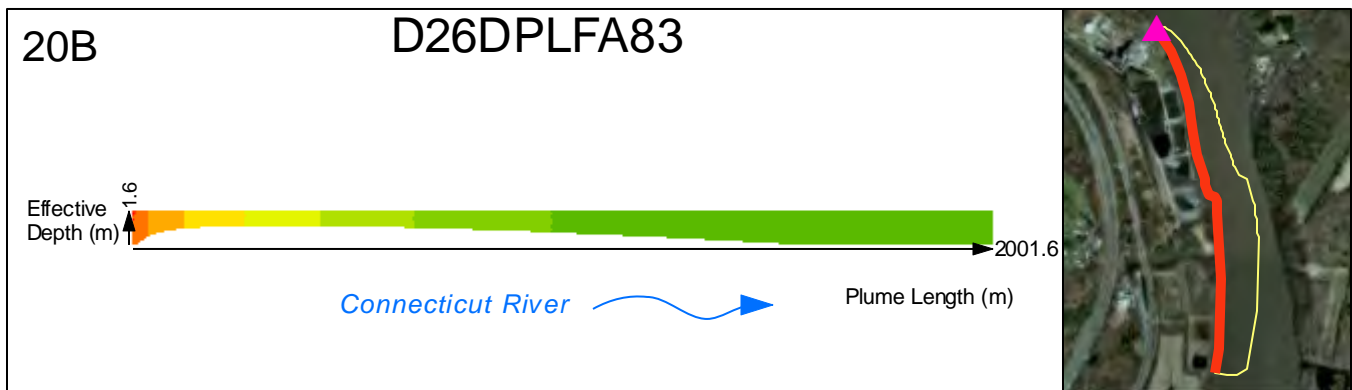 20B
D26DPLFA83
1.6
Effective
Depth (m)
2001.6
Connecticut River
Plume Length (m)